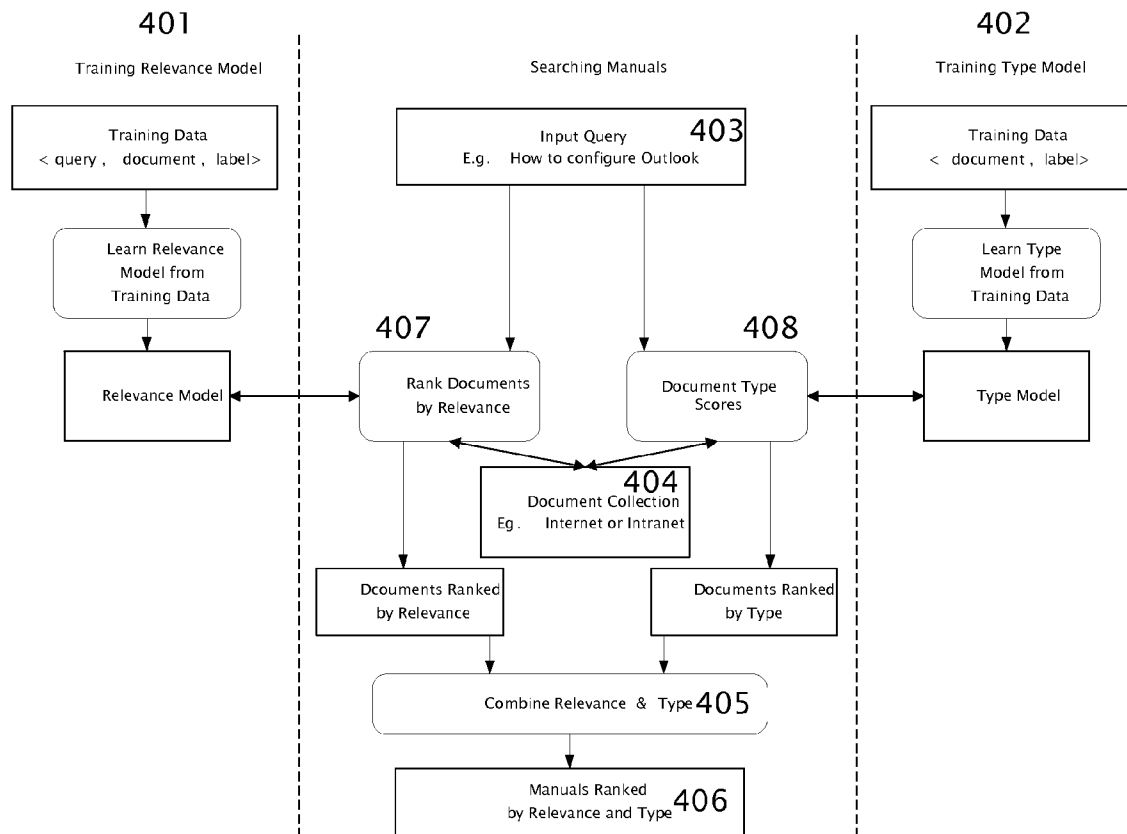 401
Training Relevance Model
Training Data
< query , document , label>
Learn Relevance
Model from
Training Data
Relevance Model
Searching Manuals
403
Input Query
E.g. How to configure Outlook
407
Rank Documents
by Relevance
408
Document Type
Scores
404
Document Collection
Eg. Internet or Intranet
Dcouments Ranked
by Relevance
Documents Ranked
by Type
Combine Relevance & Type 405
Manuals Ranked
by Relevance and Type 406
402
Training Type Model
Training Data
< document , label>
Learn Type
Model from
Training Data
Type Model